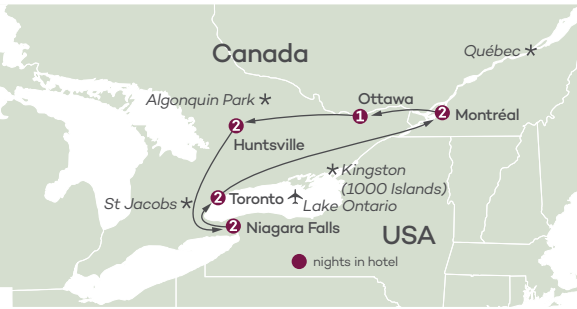 Canada
Québec
Algonquin Park
Ottawa
1
2
Montréal
2
Huntsville
Kingston
(1000 Islands)
St Jacobs
2
Toronto
Lake Ontario
2
Niagara Falls
USA
nights in hotel